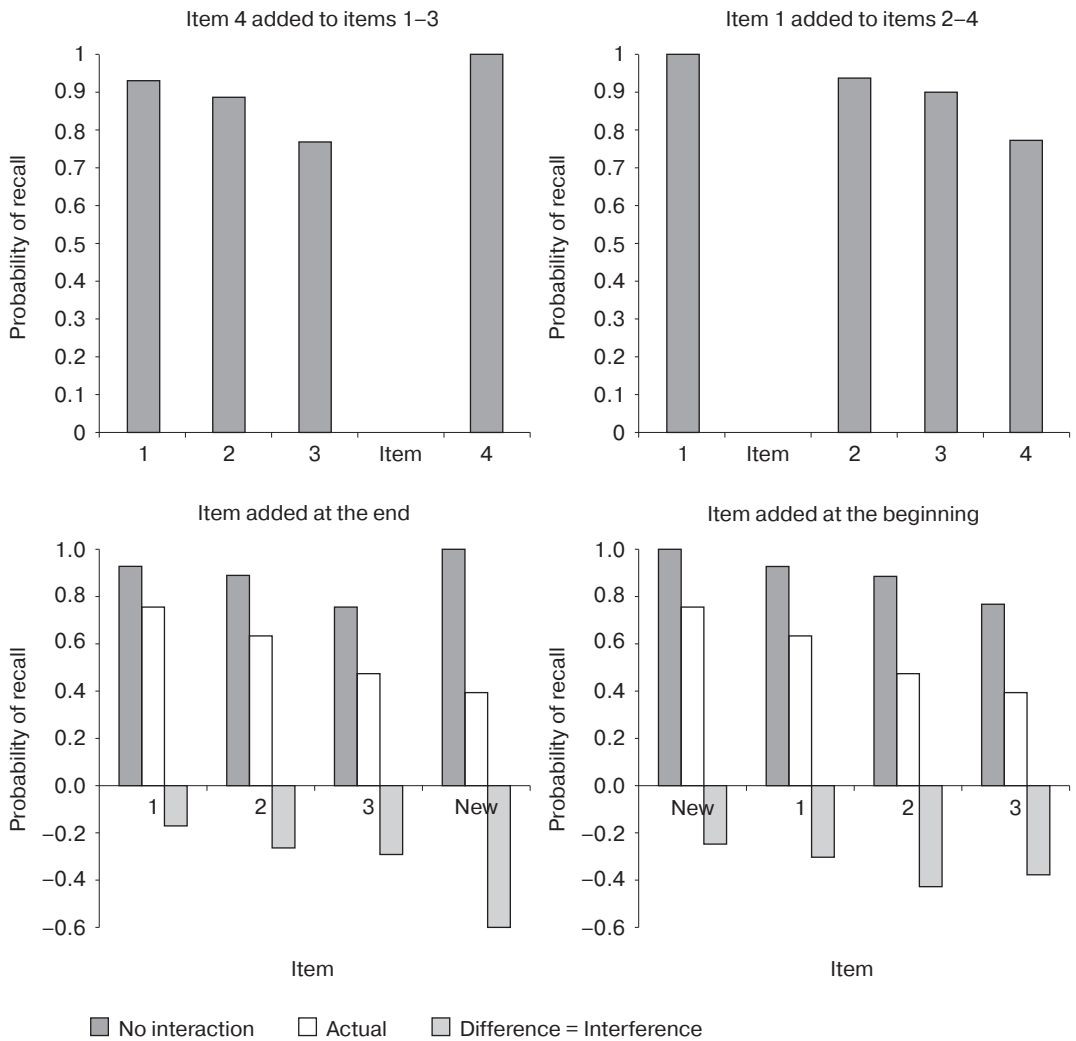 Item 4 added to items 1–3
Probability of recall
1
0.9
0.8
0.7
0.6
0.5
0.4
0.3
0.2
0.1
0
1 2 3 Item 4
Item 1 added to items 2–4
Probability of recall
1
0.9
0.8
0.7
0.6
0.5
0.4
0.3
0.2
0.1
0
1 Item 2 3 4
Item added at the end
Probability of recall
1.0
0.8
0.6
0.4
0.2
0.0
−0.2
−0.4
−0.6
1 2 3 New
Item
Item added at the beginning
Probability of recall
1.0
0.8
0.6
0.4
0.2
0.0
−0.2
−0.4
−0.6
New 1 2 3
Item
No interaction Actual Difference = Interference